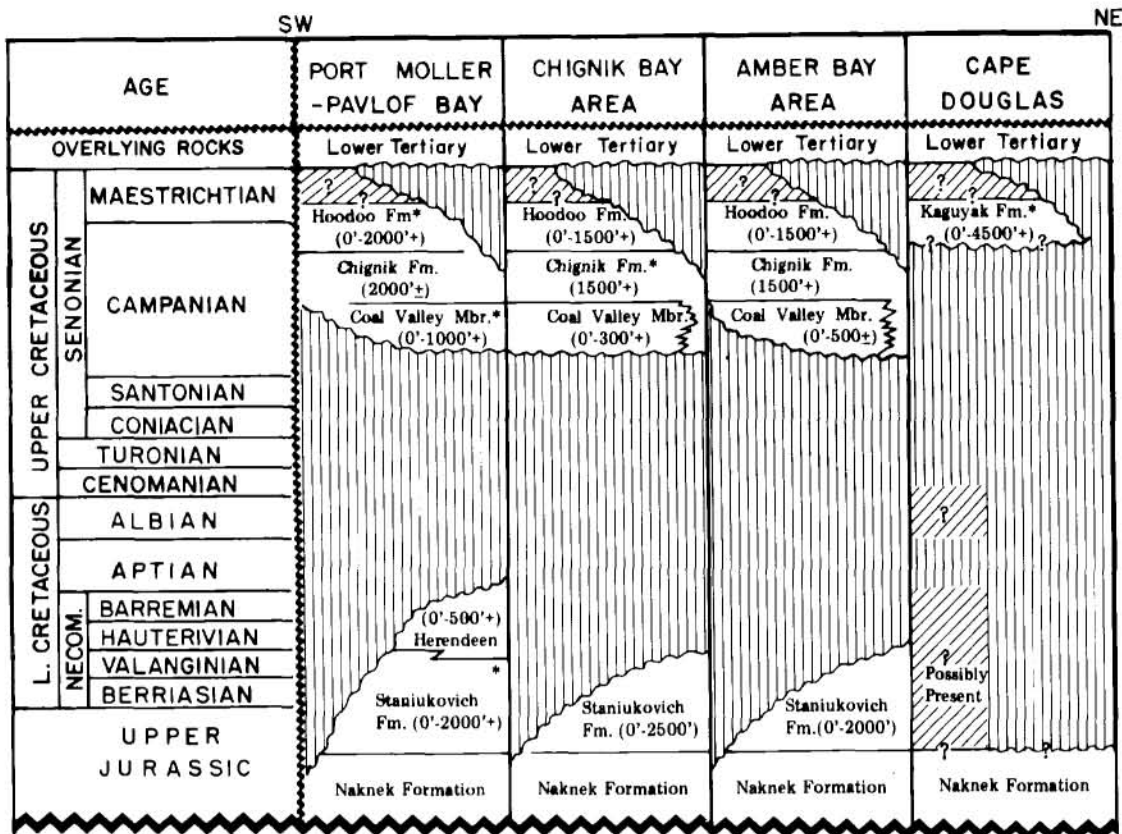 SW
NE
AGE
PORT MOLLER
-PAVLOF BAY
CHIGNIK BAY
AREA
AMBER BAY
AREA
CAPE
DOUGLAS
OVERLYING ROCKS
Lower Tertiary
Lower Tertiary
Lower Tertiary
Lower Tertiary
UPPER CRETACEOUS
SENONIAN
MAESTRICHTIAN
CAMPANIAN
SANTONIAN
CONIACIAN
TURONIAN
CENOMANIAN
L. CRETACEOUS
ALBIAN
APTIAN
NECOM.
BARREMIAN
HAUTERIVIAN
VALANGINIAN
BERRIASIAN
UPPER
JURASSIC
?
?
Hoodoo Fm*
(0'-2000'+)
Chignik Fm.
(2000'±)
Coal Valley Mbr.*
(0'-1000'+)
(0'-500'+)
Herendeen
*
Staniukovich
Fm. (0'-2000'+)
Naknek Formation
?
?
Hoodoo Fm.
(0'-1500'+)
Chignik Fm.*
(1500'+)
Coal Valley Mbr.
(0'-300'+)
Staniukovich
Fm. (0'-2500')
Naknek Formation
?
?
Hoodoo Fm.
(0'-1500'+)
Chignik Fm.
(1500'+)
Coal Valley Mbr.
(0'-500±)
Staniukovich
Fm.(0'-2000')
Naknek Formation
?
?
Kaguyak Fm.*
?(0'-4500'+)?
?
?
Possibly
Present
? ?
Naknek Formation